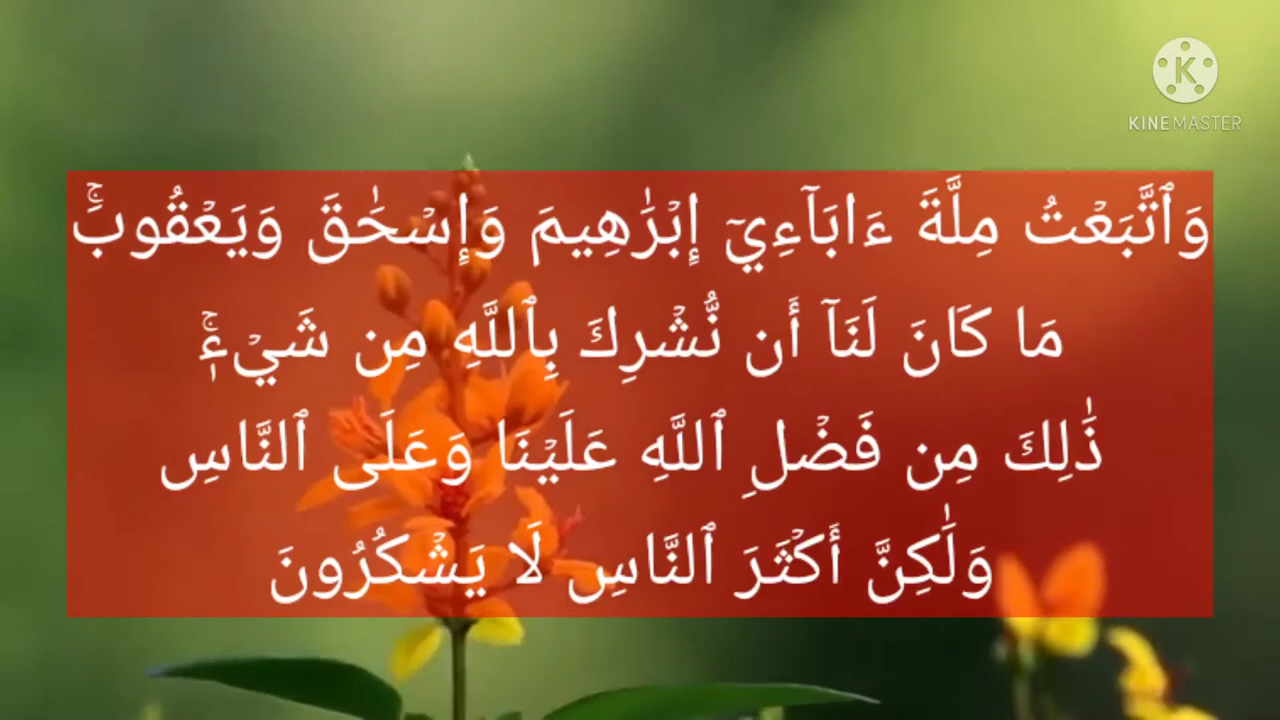 KINEMASTER
وَٱتَّبَعۡتُ مِلَّةَ ءَابَآءِيٓ إِبۡرَٰهِيمَ وَإِسۡحَٰقَ وَيَعۡقُوبَۚ
مَا كَانَ لَنَآ أَن نُّشۡرِكَ بِٱللَّهِ مِن شَيۡءٖۚ
ذَٰلِكَ مِن فَضۡلِ ٱللَّهِ عَلَيۡنَا وَعَلَى ٱلنَّاسِ
وَلَٰكِنَّ أَكۡثَرَ ٱلنَّاسِ لَا يَشۡكُرُونَ